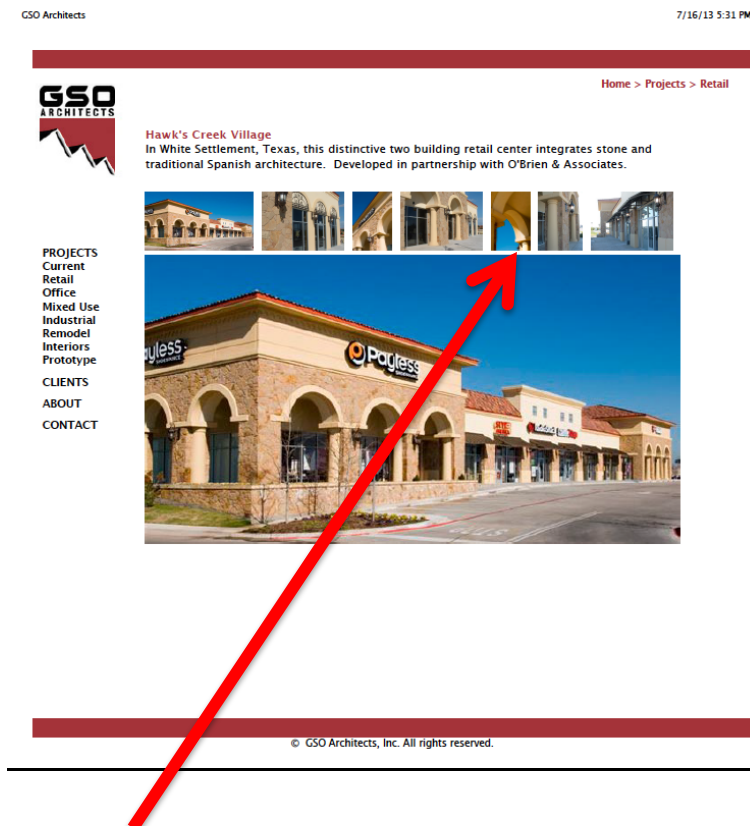 GSO Architects
7/16/13 5:31 PM
Home > Projects > Retail
GSO
ARCHITECTS
Hawk's Creek Village
In White Settlement, Texas, this distinctive two building retail center integrates stone and
traditional Spanish architecture. Developed in partnership with O'Brien & Associates.
PROJECTS
Current
Retail
Office
Mixed Use
Industrial
Remodel
Interiors
Prototype
CLIENTS
ABOUT
CONTACT
Payless
© GSO Architects, Inc. All rights reserved.